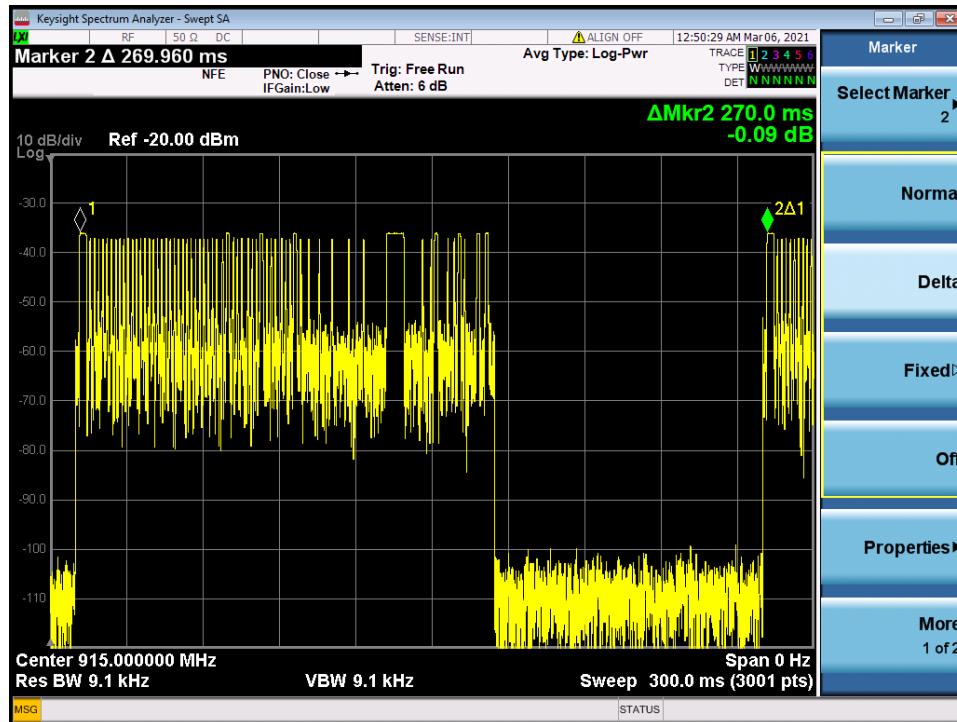 Keysight Spectrum Analyzer - Swept SA
LXI RF 50 Ω DC SENSE:INT ALIGN OFF 12:50:29 AM Mar 06, 2021
Marker 2 Δ 269.960 ms
NFE PNO: Close Trig: Free Run Avg Type: Log-Pwr TRACE 1 2 3 4 5 6
IFGain:Low Atten: 6 dB TYPE WWWWWW
DET N N N N N N
ΔMkr2 270.0 ms
-0.09 dB
10 dB/div Ref -20.00 dBm
Log
1
2Δ1
-30.0
-40.0
-50.0
-60.0
-70.0
-80.0
-90.0
-100
-110
Center 915.000000 MHz Span 0 Hz
Res BW 9.1 kHz VBW 9.1 kHz Sweep 300.0 ms (3001 pts)
MSG STATUS
Marker
Select Marker
2
Norma
Delta
Fixed
Off
Properties
More
1 of 2